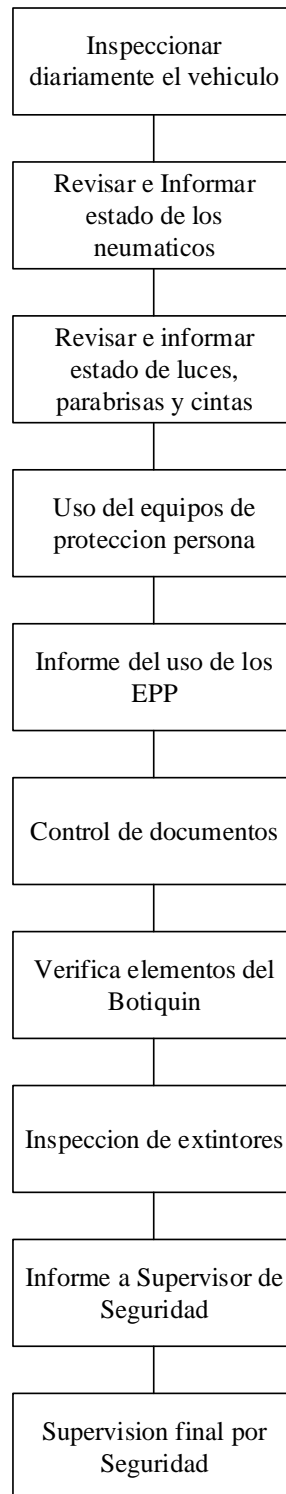 Inspeccionar
diariamente el vehiculo
Revisar e Informar
estado de los
neumaticos
Revisar e informar
estado de luces,
parabrisas y cintas
Uso del equipos de
proteccion persona
Informe del uso de los
EPP
Control de documentos
Verifica elementos del
Botiquin
Inspeccion de extintores
Informe a Supervisor de
Seguridad
Supervision final por
Seguridad